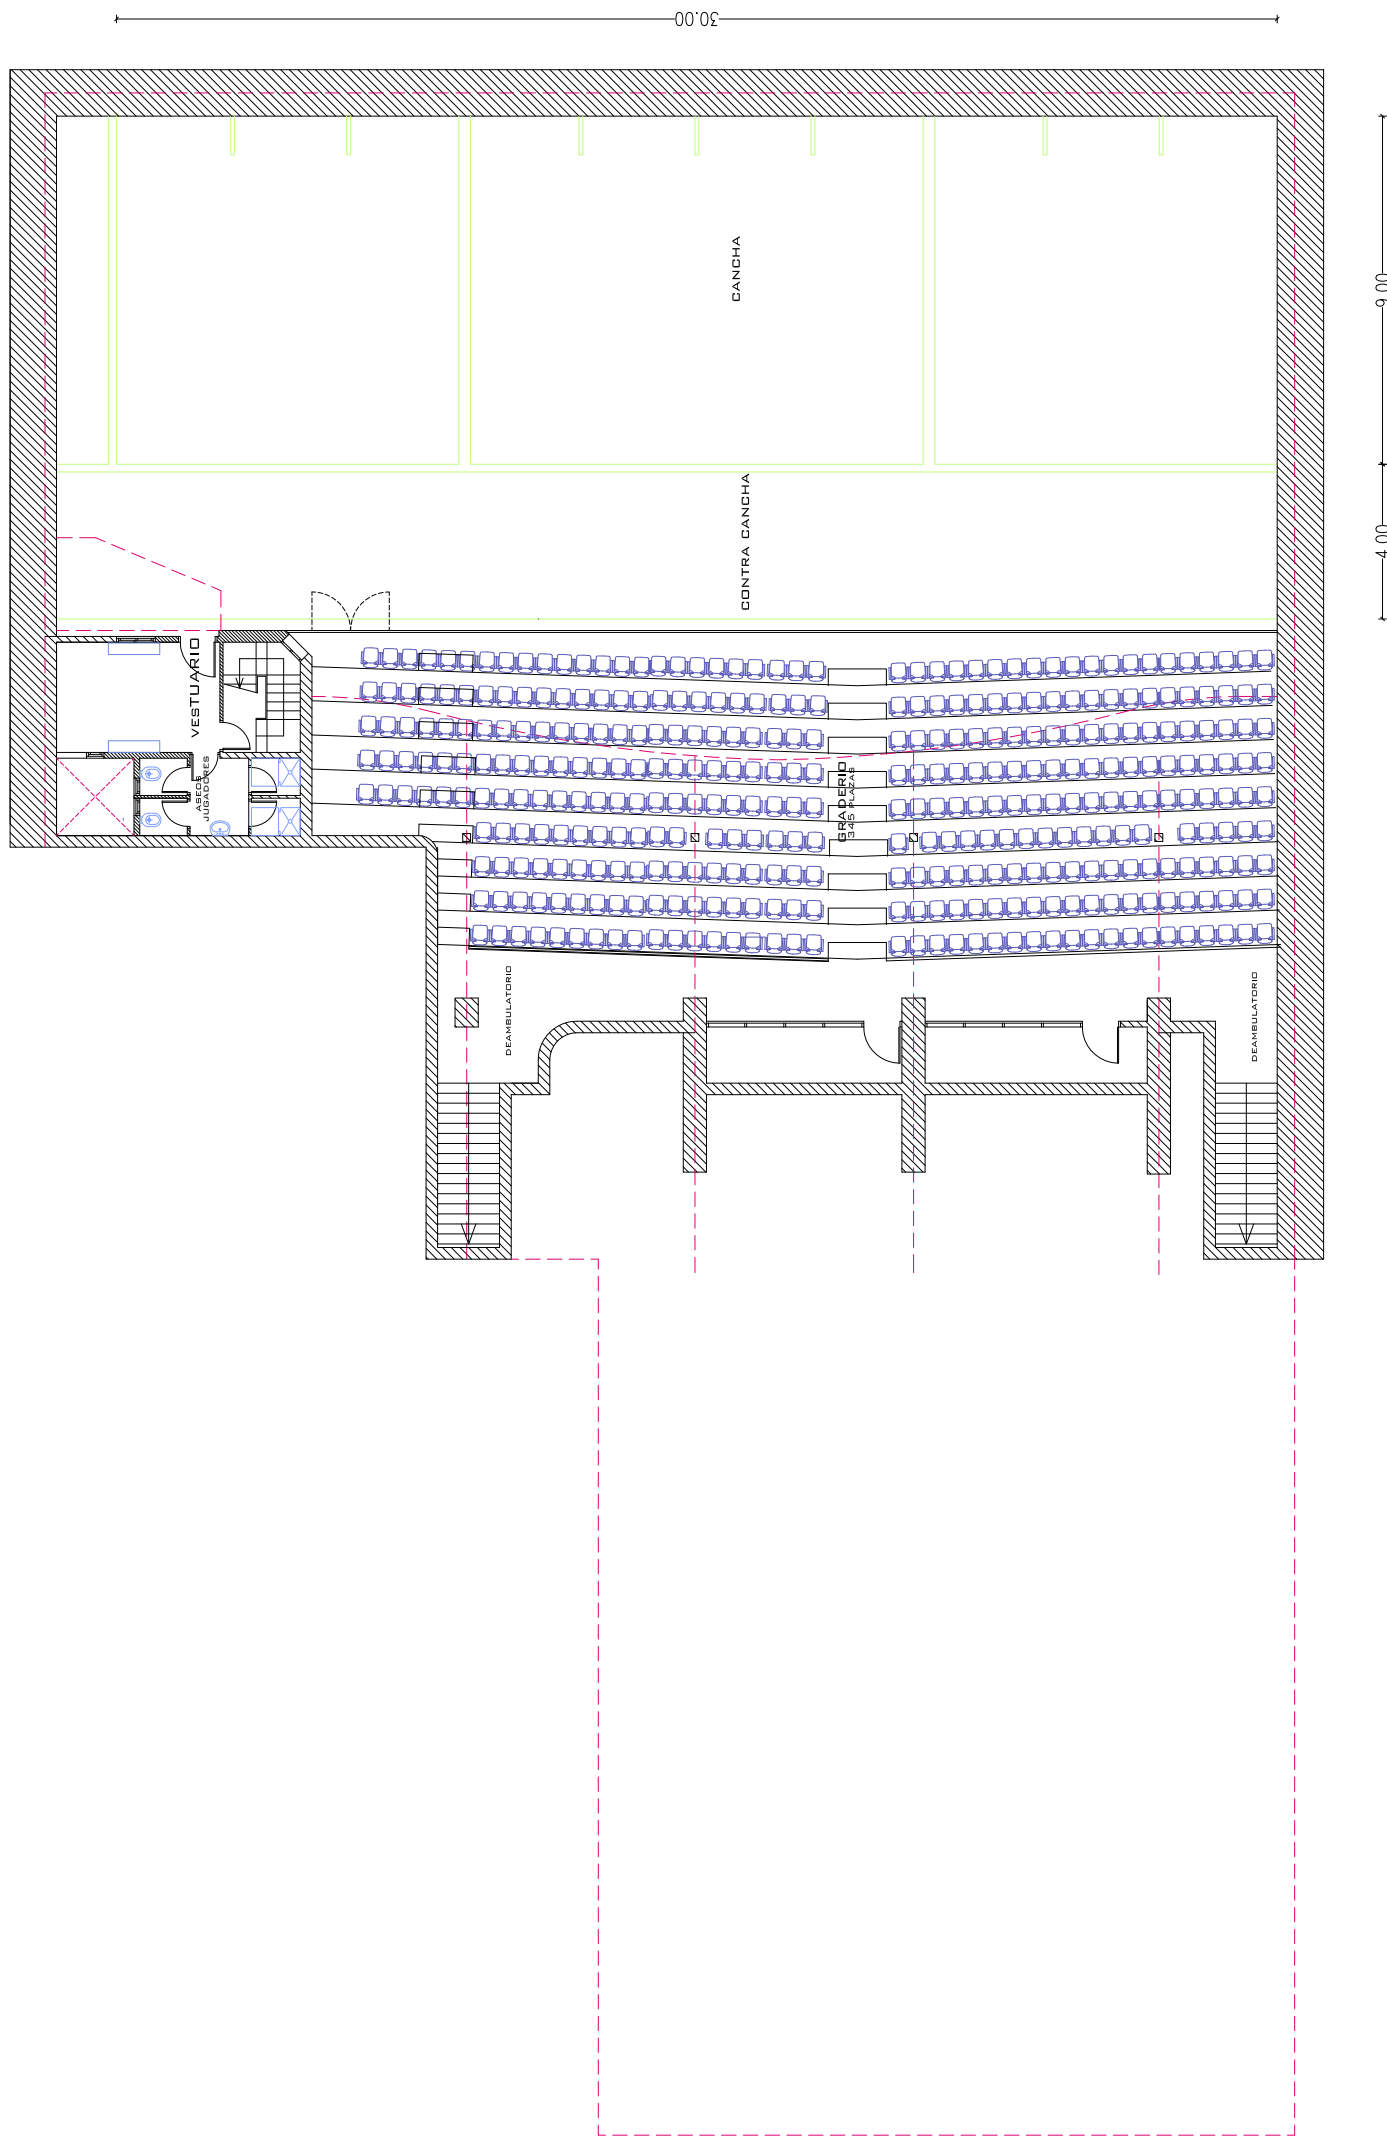 30.00
CANCHA
9.00
CONTRA CANCHA
4.00
VESTUARIO
ASEOS
JUGADORES
GRADERIO
345 PLAZAS
DEAMBULATORIO
DEAMBULATORIO